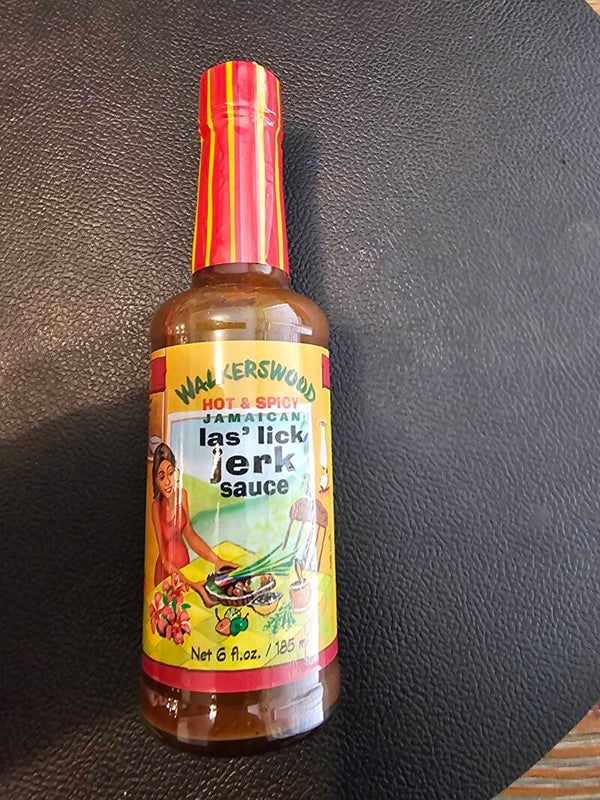 WALKERSWOOD
HOT & SPICY
JAMAICAN
las' lick
jerk
sauce
Net 6 fl.oz. / 185 m